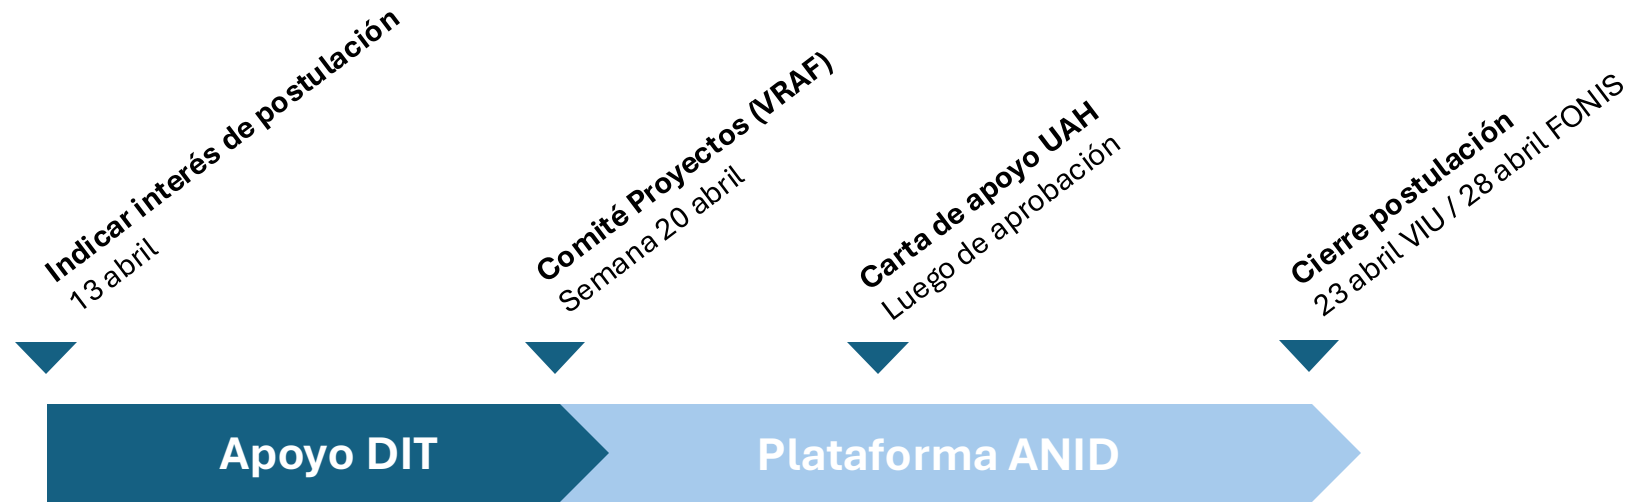 Indicar interés de postulación
13 abril
Comité Proyectos (VRAF)
Semana 20 abril
Carta de apoyo UAH
Luego de aprobación
Cierre postulación
23 abril VIU / 28 abril FONIS
Apoyo DIT
Plataforma ANID